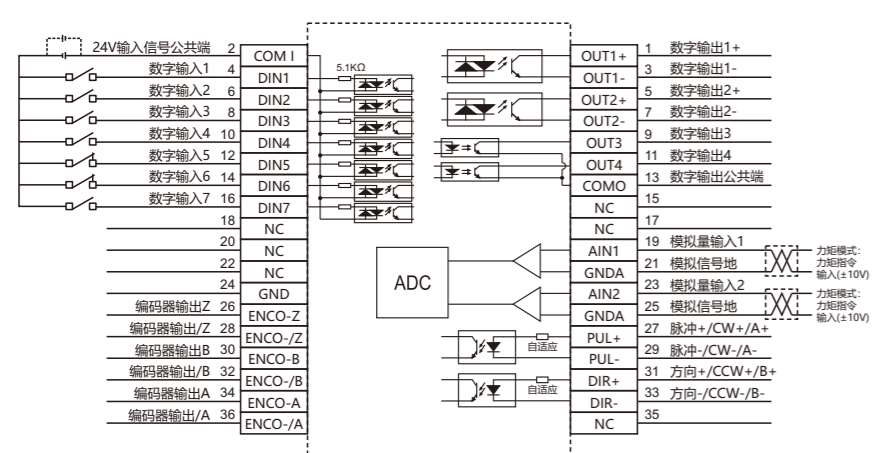 24V输入信号公共端 2 COM I
数字输入1 4 DIN1
数字输入2 6 DIN2
数字输入3 8 DIN3
数字输入4 10 DIN4
数字输入5 12 DIN5
数字输入6 14 DIN6
数字输入7 16 DIN7
18 NC
20 NC
22 NC
24 GND
编码器输出Z 26 ENCO-Z
编码器输出/Z 28 ENCO-/Z
编码器输出B 30 ENCO-B
编码器输出/B 32 ENCO-/B
编码器输出A 34 ENCO-A
编码器输出/A 36 ENCO-/A
5.1KΩ
ADC
自适应
自适应
OUT1+ 1 数字输出1+
OUT1- 3 数字输出1-
OUT2+ 5 数字输出2+
OUT2- 7 数字输出2-
OUT3 9 数字输出3
OUT4 11 数字输出4
COMO 13 数字输出公共端
NC 15
NC 17
AIN1 19 模拟量输入1
GNDA 21 模拟信号地
AIN2 23 模拟量输入2
GNDA 25 模拟信号地
PUL+ 27 脉冲+/CW+/A+
PUL- 29 脉冲-/CW-/A-
DIR+ 31 方向+/CCW+/B+
DIR- 33 方向-/CCW-/B-
NC 35
力矩模式:
力矩指令
输入(±10V)
力矩模式:
力矩指令
输入(±10V)